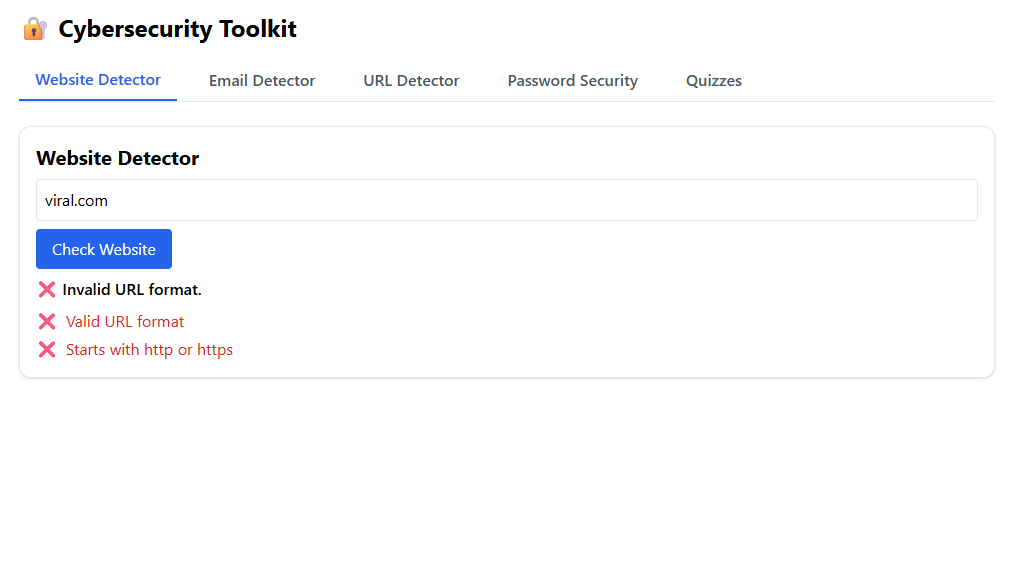 🔐 Cybersecurity Toolkit
Website Detector Email Detector URL Detector Password Security Quizzes
Website Detector
viral.com
Check Website
❌ Invalid URL format.
❌ Valid URL format
❌ Starts with http or https